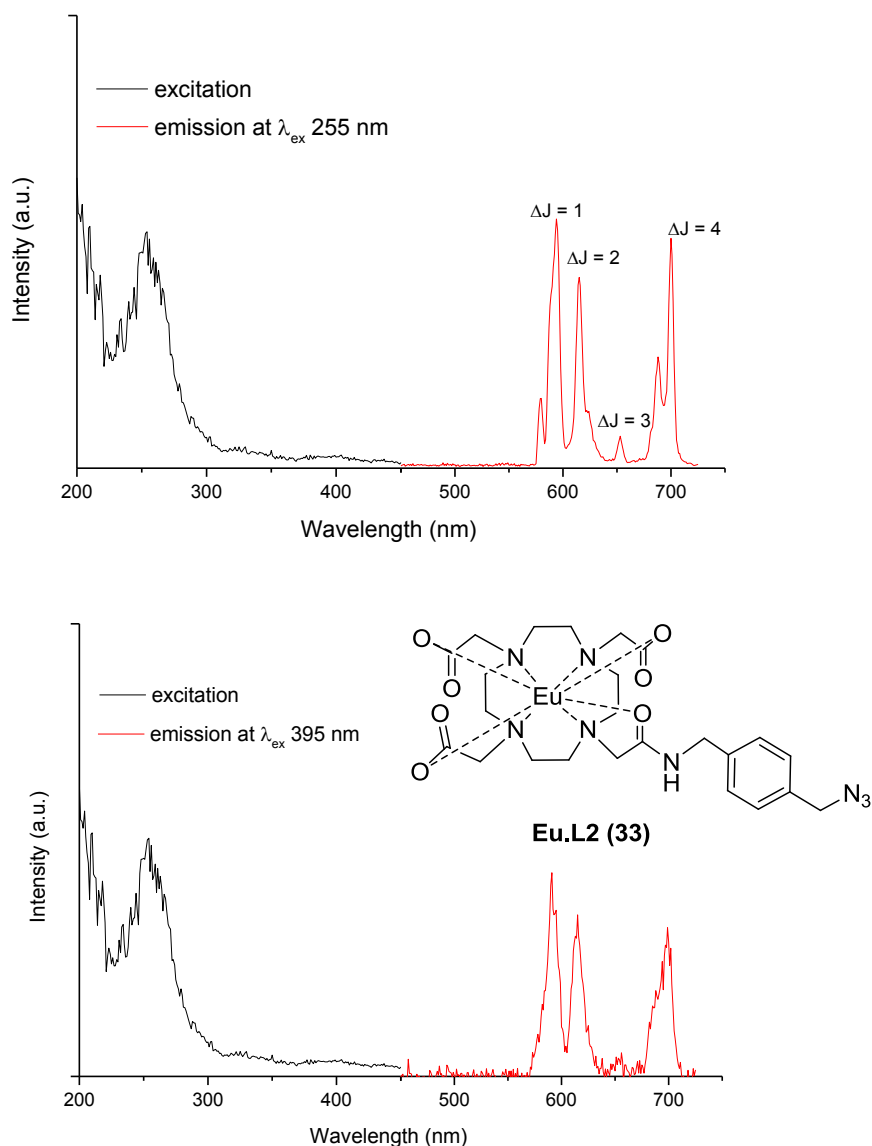 excitation
emission at λex 255 nm
ΔJ = 1
ΔJ = 2
ΔJ = 3
ΔJ = 4
Intensity (a.u.)
200 300 400 500 600 700
Wavelength (nm)
excitation
emission at λex 395 nm
O O
N N
O O
Eu
O O
N N
O N
H
N3
Eu.L2 (33)
Intensity (a.u.)
200 300 400 500 600 700
Wavelength (nm)